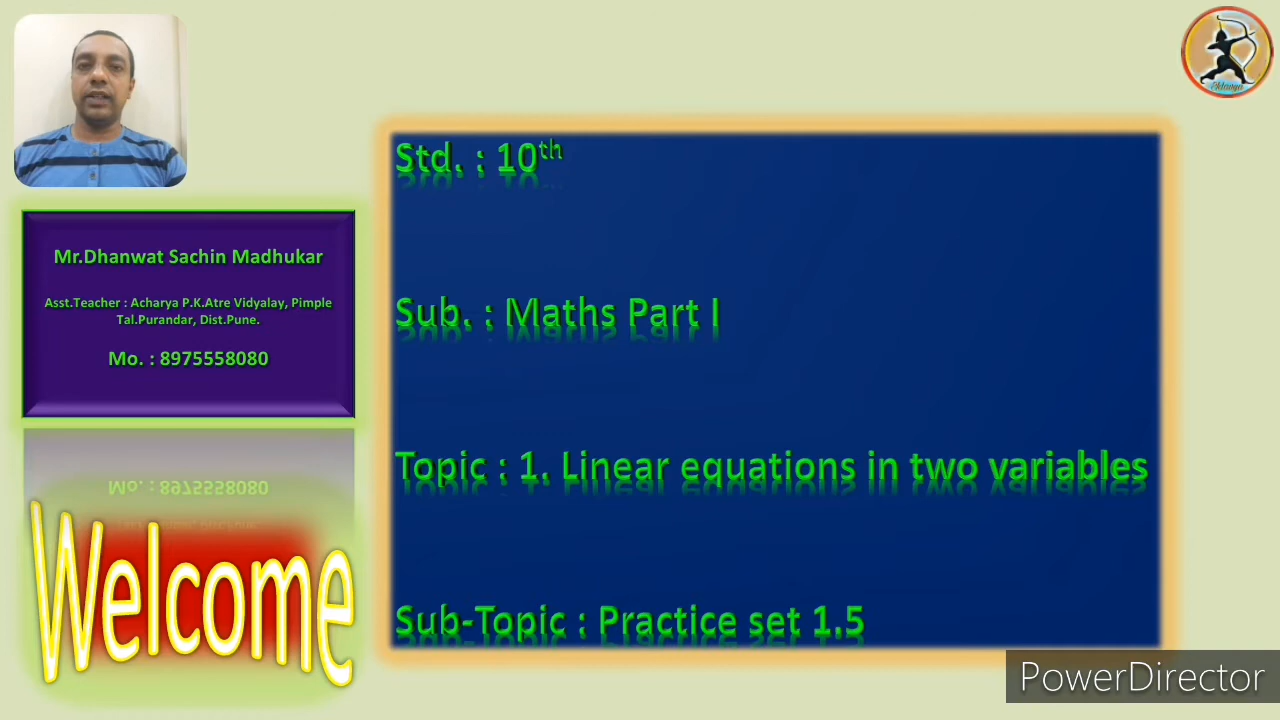 Eklavya
Std. : 10th
Mr.Dhanwat Sachin Madhukar
Asst.Teacher : Acharya P.K.Atre Vidyalay, Pimple
Tal.Purandar, Dist.Pune.
Mo. : 8975558080
Sub. : Maths Part I
Topic : 1. Linear equations in two variables
Mo. : 8975558080
Welcome
Sub-Topic : Practice set 1.5
PowerDirector